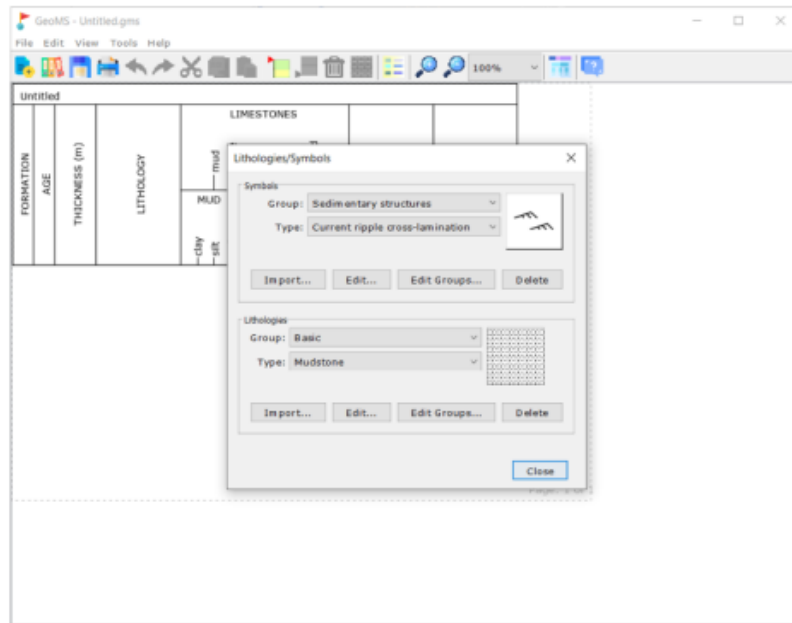 GeoMS - Untitled.gms
File Edit View Tools Help
100%
Untitled
LIMESTONES
FORMATION
AGE
THICKNESS (m)
LITHOLOGY
mud
MUD
clay
silt
Lithologies/Symbols
Symbols
Group: Sedimentary structures
Type: Current ripple cross-lamination
Import... Edit... Edit Groups... Delete
Lithologies
Group: Basic
Type: Mudstone
Import... Edit... Edit Groups... Delete
Close